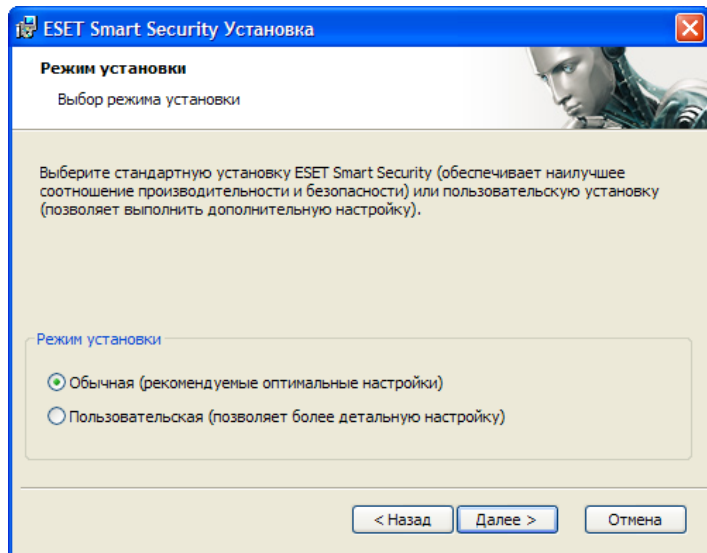 ESET Smart Security Установка
Режим установки
Выбор режима установки
Выберите стандартную установку ESET Smart Security (обеспечивает наилучшее
соотношение производительности и безопасности) или пользовательскую установку
(позволяет выполнить дополнительную настройку).
Режим установки
Обычная (рекомендуемые оптимальные настройки)
Пользовательская (позволяет более детальную настройку)
< Назад Далее > Отмена